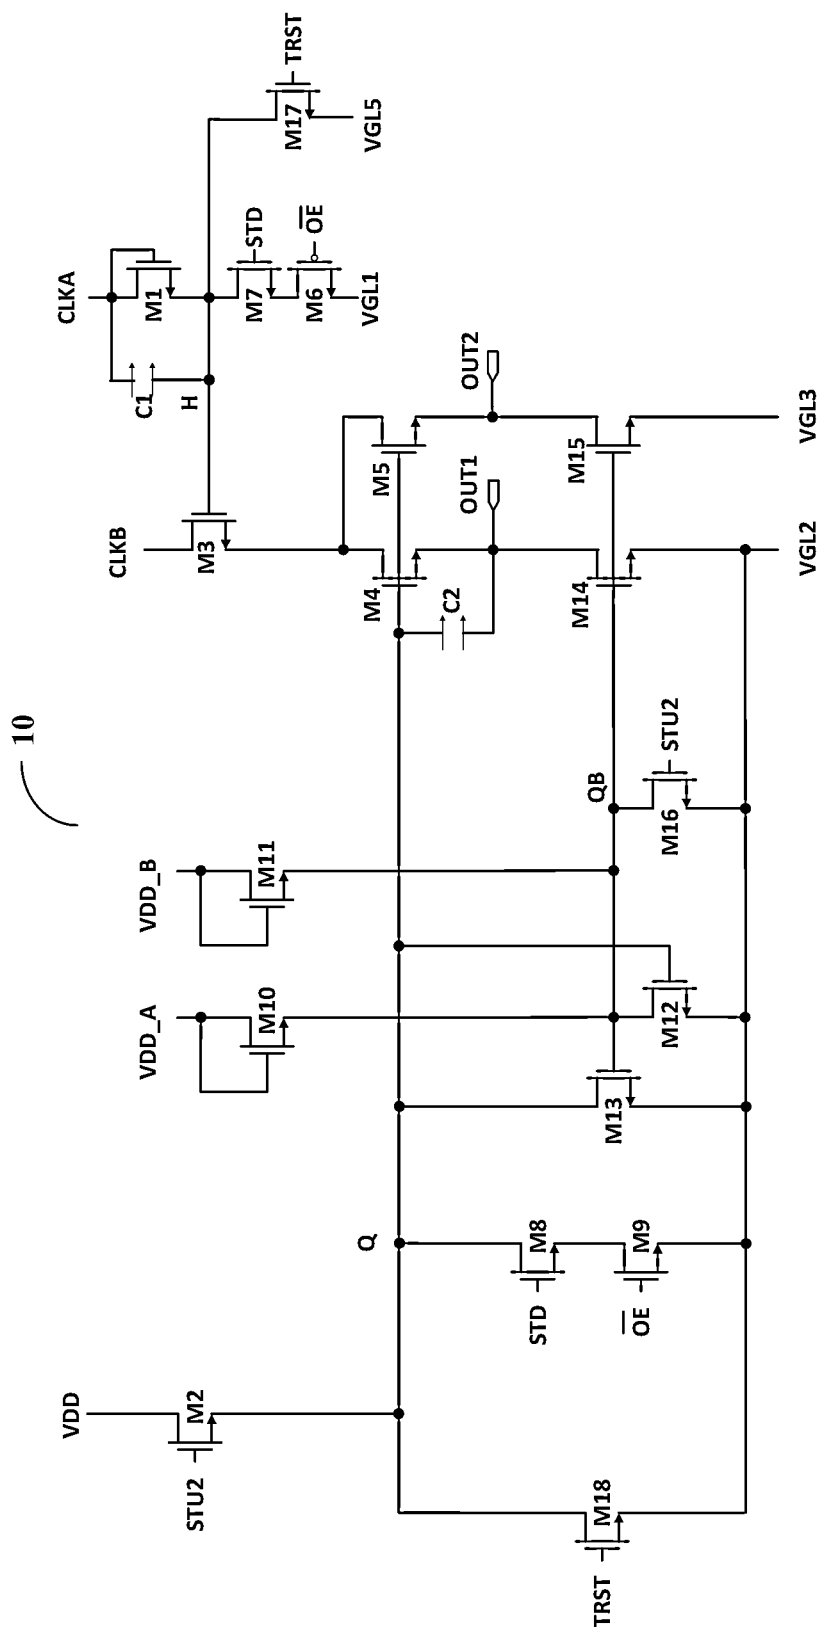 10
VDD
STU2
M2
Q
TRST
M18
STD
M8
OE
M9
VDD_A
M10
M13
M12
VDD_B
M11
QB
M16
STU2
CLKB
M3
M4
C2
OUT1
M14
VGL2
M5
OUT2
M15
VGL3
CLKA
M1
C1
H
M7
STD
M6
OE
VGL1
M17
TRST
VGL5